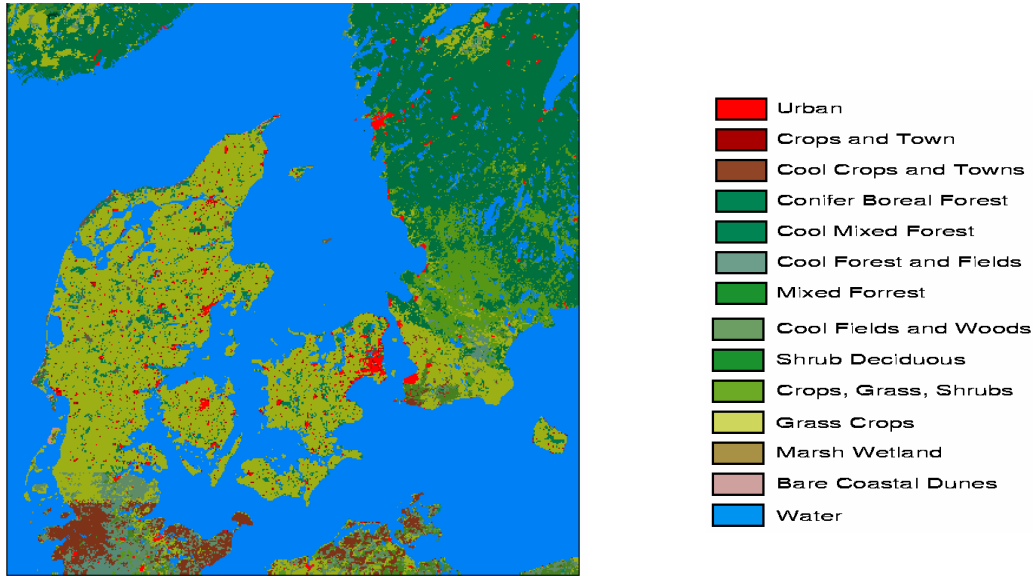 Urban
Crops and Town
Cool Crops and Towns
Conifer Boreal Forest
Cool Mixed Forest
Cool Forest and Fields
Mixed Forrest
Cool Fields and Woods
Shrub Deciduous
Crops, Grass, Shrubs
Grass Crops
Marsh Wetland
Bare Coastal Dunes
Water